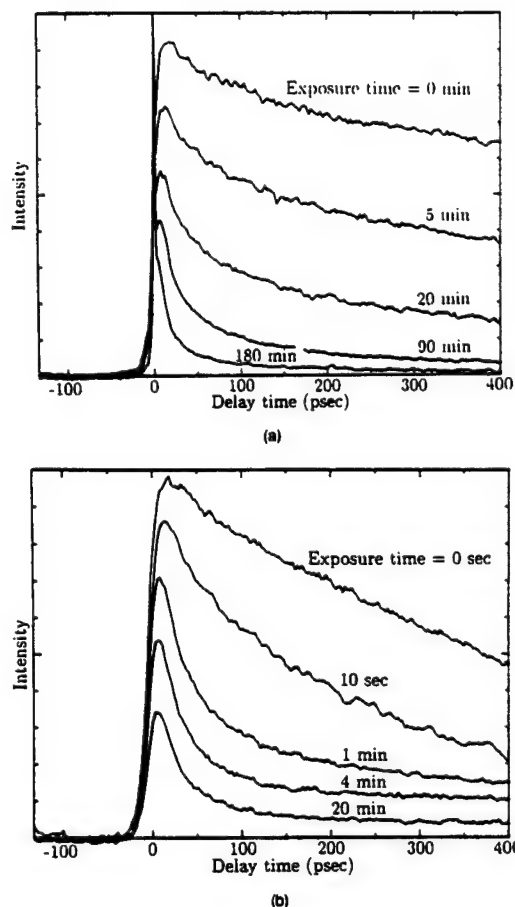 Intensity
Exposure time = 0 min
5 min
20 min
90 min
180 min
-100
0
100
200
300
400
Delay time (psec)
(a)
Intensity
Exposure time = 0 sec
10 sec
1 min
4 min
20 min
-100
0
100
200
300
400
Delay time (psec)
(b)